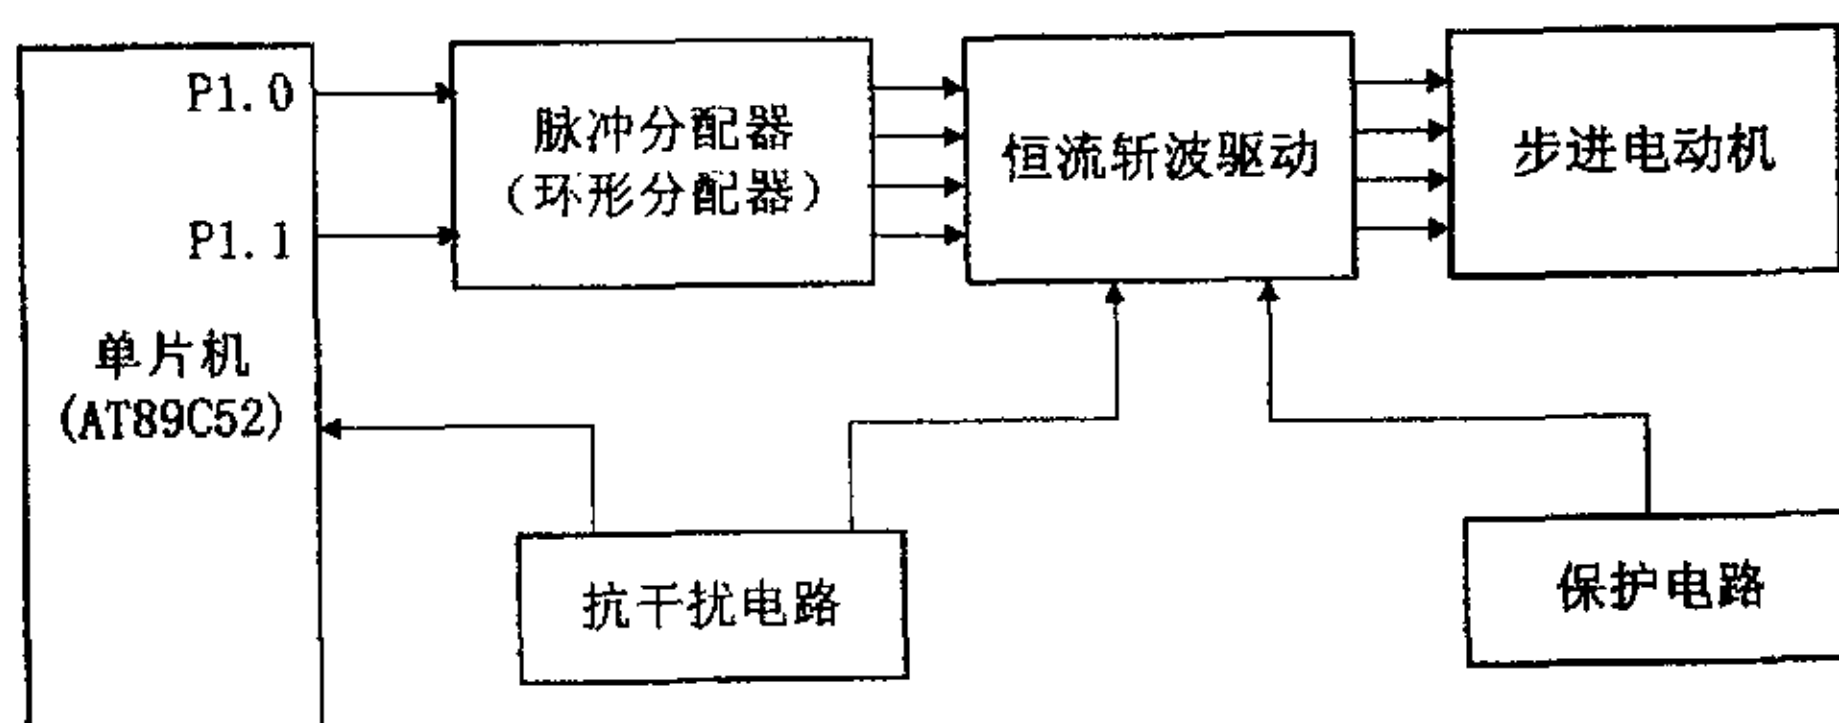 P1.0
脉冲分配器
(环形分配器)
恒流斩波驱动
步进电动机
P1.1
单片机
(AT89C52)
抗干扰电路
保护电路